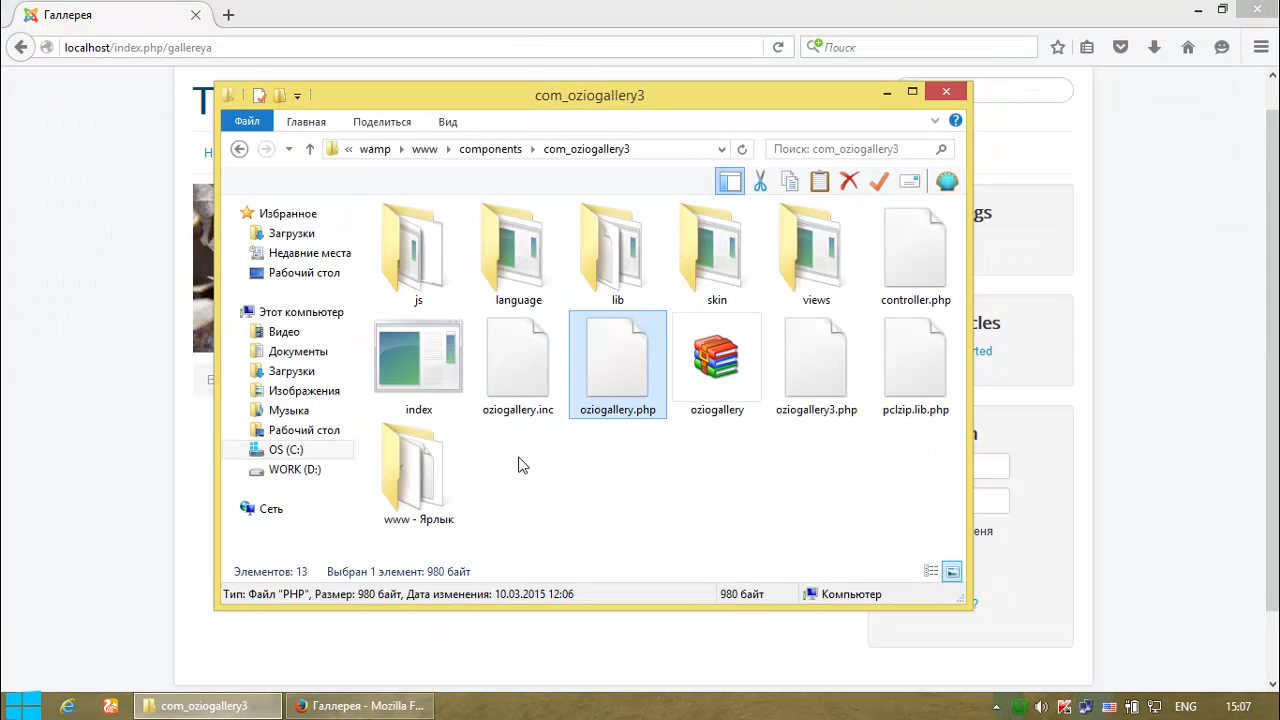 Галлерея
localhost/index.php/gallereya
Поиск
com_oziogallery3
Файл Главная Поделиться Вид
wamp www components com_oziogallery3
Поиск: com_oziogallery3
Избранное
Загрузки
Недавние места
Рабочий стол
Этот компьютер
Видео
Документы
Загрузки
Изображения
Музыка
Рабочий стол
OS (C:)
WORK (D:)
Сеть
js language lib skin views controller.php
index oziogallery.inc oziogallery.php oziogallery oziogallery3.php pclzip.lib.php
www - Ярлык
Элементов: 13 Выбран 1 элемент: 980 байт
Тип: Файл "PHP", Размер: 980 байт, Дата изменения: 10.03.2015 12:06 980 байт Компьютер
com_oziogallery3 Галлерея - Mozilla F... ENG 15:07